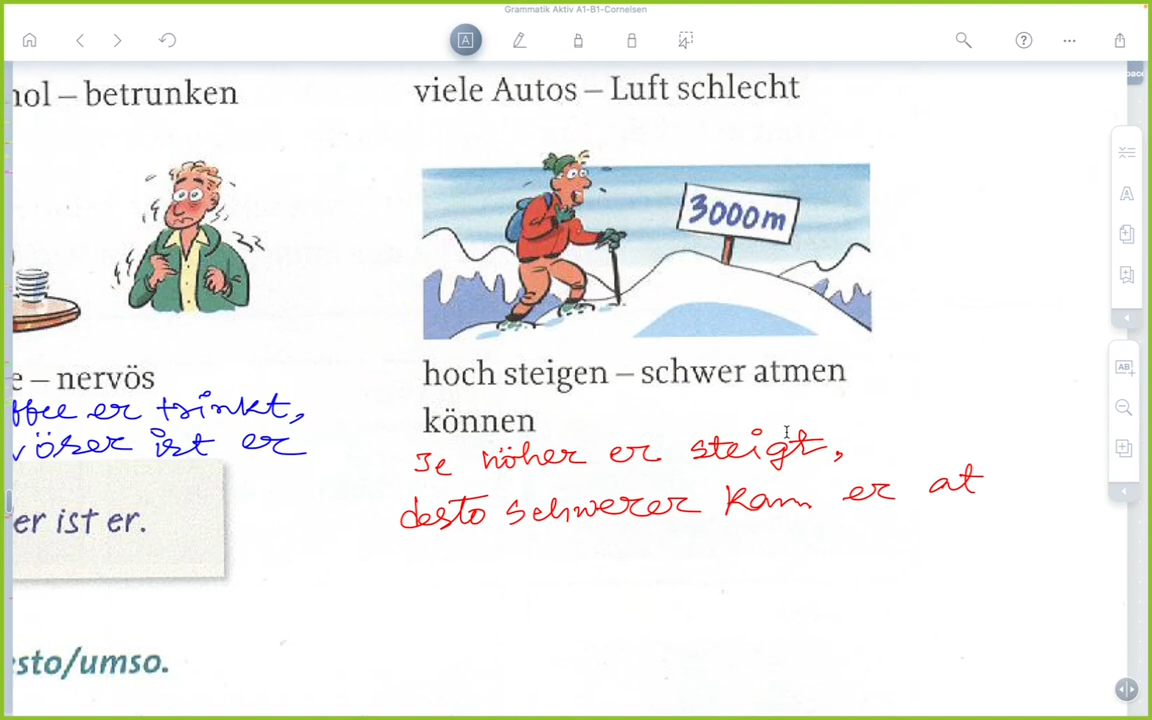 Grammatik Aktiv A1-B1-Cornelsen
hol – betrunken
viele Autos – Luft schlecht
3000m
e – nervös
ffee er trinkt,
vöser ist er
er ist er.
hoch steigen – schwer atmen
können
Je höher er steigt,
desto schwerer kann er at
sto/umso.